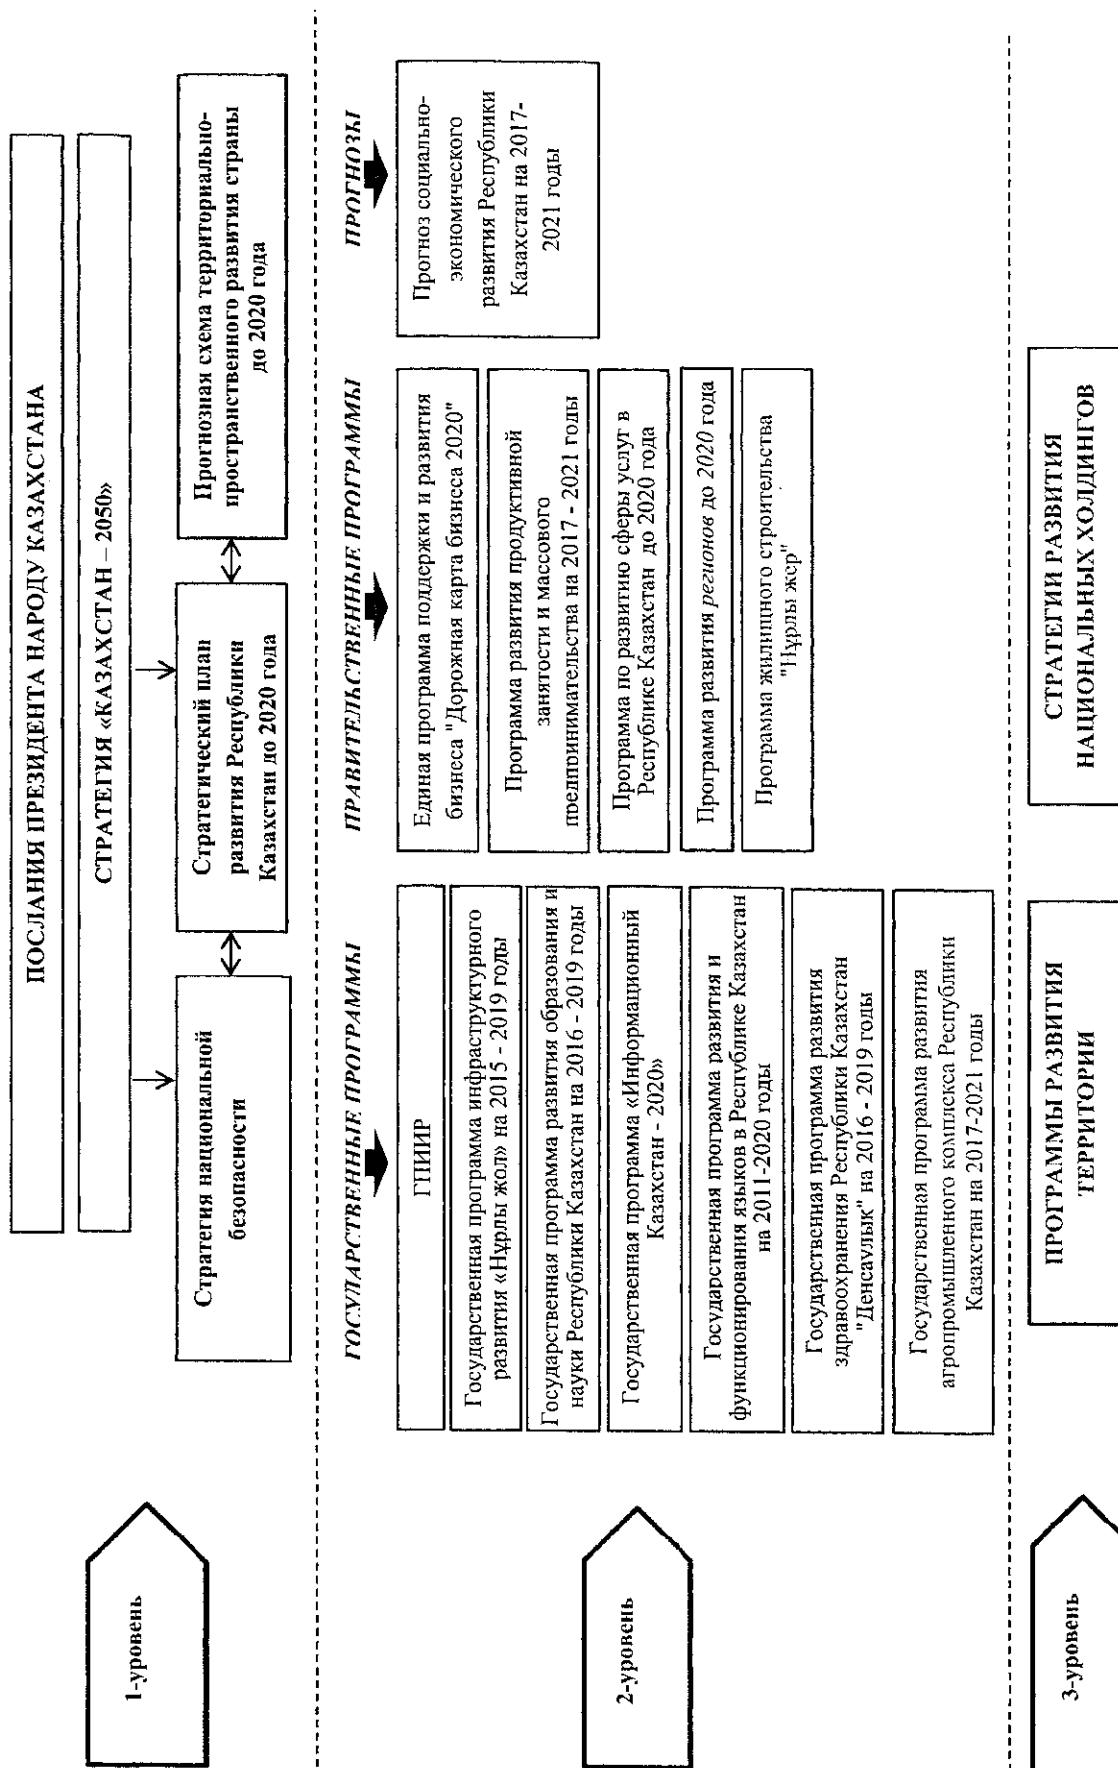 ПОСЛАНИЯ ПРЕЗИДЕНТА НАРОДУ КАЗАХСТАНА
СТРАТЕГИЯ «КАЗАХСТАН – 2050»
1-уровень
Стратегия национальной
безопасности
Стратегический план
развития Республики
Казахстан до 2020 года
Прогнозная схема территориально-
пространственного развития страны
до 2020 года
2-уровень
ГОСУДАРСТВЕННЫЕ ПРОГРАММЫ
ГПИИР
Государственная программа инфраструктурного
развития «Нұрлы жол» на 2015 - 2019 годы
Государственная программа развития образования и
науки Республики Казахстан на 2016 - 2019 годы
Государственная программа «Информационный
Казахстан - 2020»
Государственная программа развития и
функционирования языков в Республике Казахстан
на 2011-2020 годы
Государственная программа развития
здравоохранения Республики Казахстан
"Денсаулык" на 2016 - 2019 годы
Государственная программа развития
агропромышленного комплекса Республики
Казахстан на 2017-2021 годы
ПРАВИТЕЛЬСТВЕННЫЕ ПРОГРАММЫ
Единая программа поддержки и развития
бизнеса "Дорожная карта бизнеса 2020"
Программа развития продуктивной
занятости и массового
предпринимательства на 2017 - 2021 годы
Программа по развитию сферы услуг в
Республике Казахстан до 2020 года
Программа развития регионов до 2020 года
Программа жилищного строительства
"Нұрлы жер"
ПРОГНОЗЫ
Прогноз социально-
экономического
развития Республики
Казахстан на 2017-
2021 годы
3-уровень
ПРОГРАММЫ РАЗВИТИЯ
ТЕРРИТОРИИ
СТРАТЕГИИ РАЗВИТИЯ
НАЦИОНАЛЬНЫХ ХОЛДИНГОВ